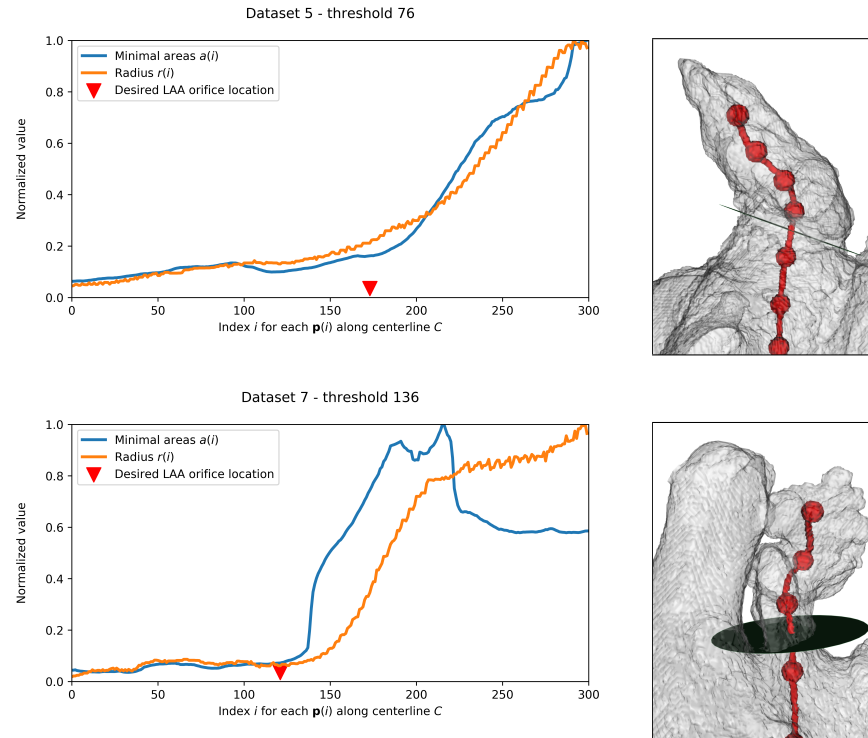 Dataset 5 - threshold 76
1.0
0.8
0.6
0.4
0.2
0.0
Normalized value
Minimal areas a(i)
Radius r(i)
Desired LAA orifice location
0 50 100 150 200 250 300
Index i for each p(i) along centerline C
Dataset 7 - threshold 136
1.0
0.8
0.6
0.4
0.2
0.0
Normalized value
Minimal areas a(i)
Radius r(i)
Desired LAA orifice location
0 50 100 150 200 250 300
Index i for each p(i) along centerline C